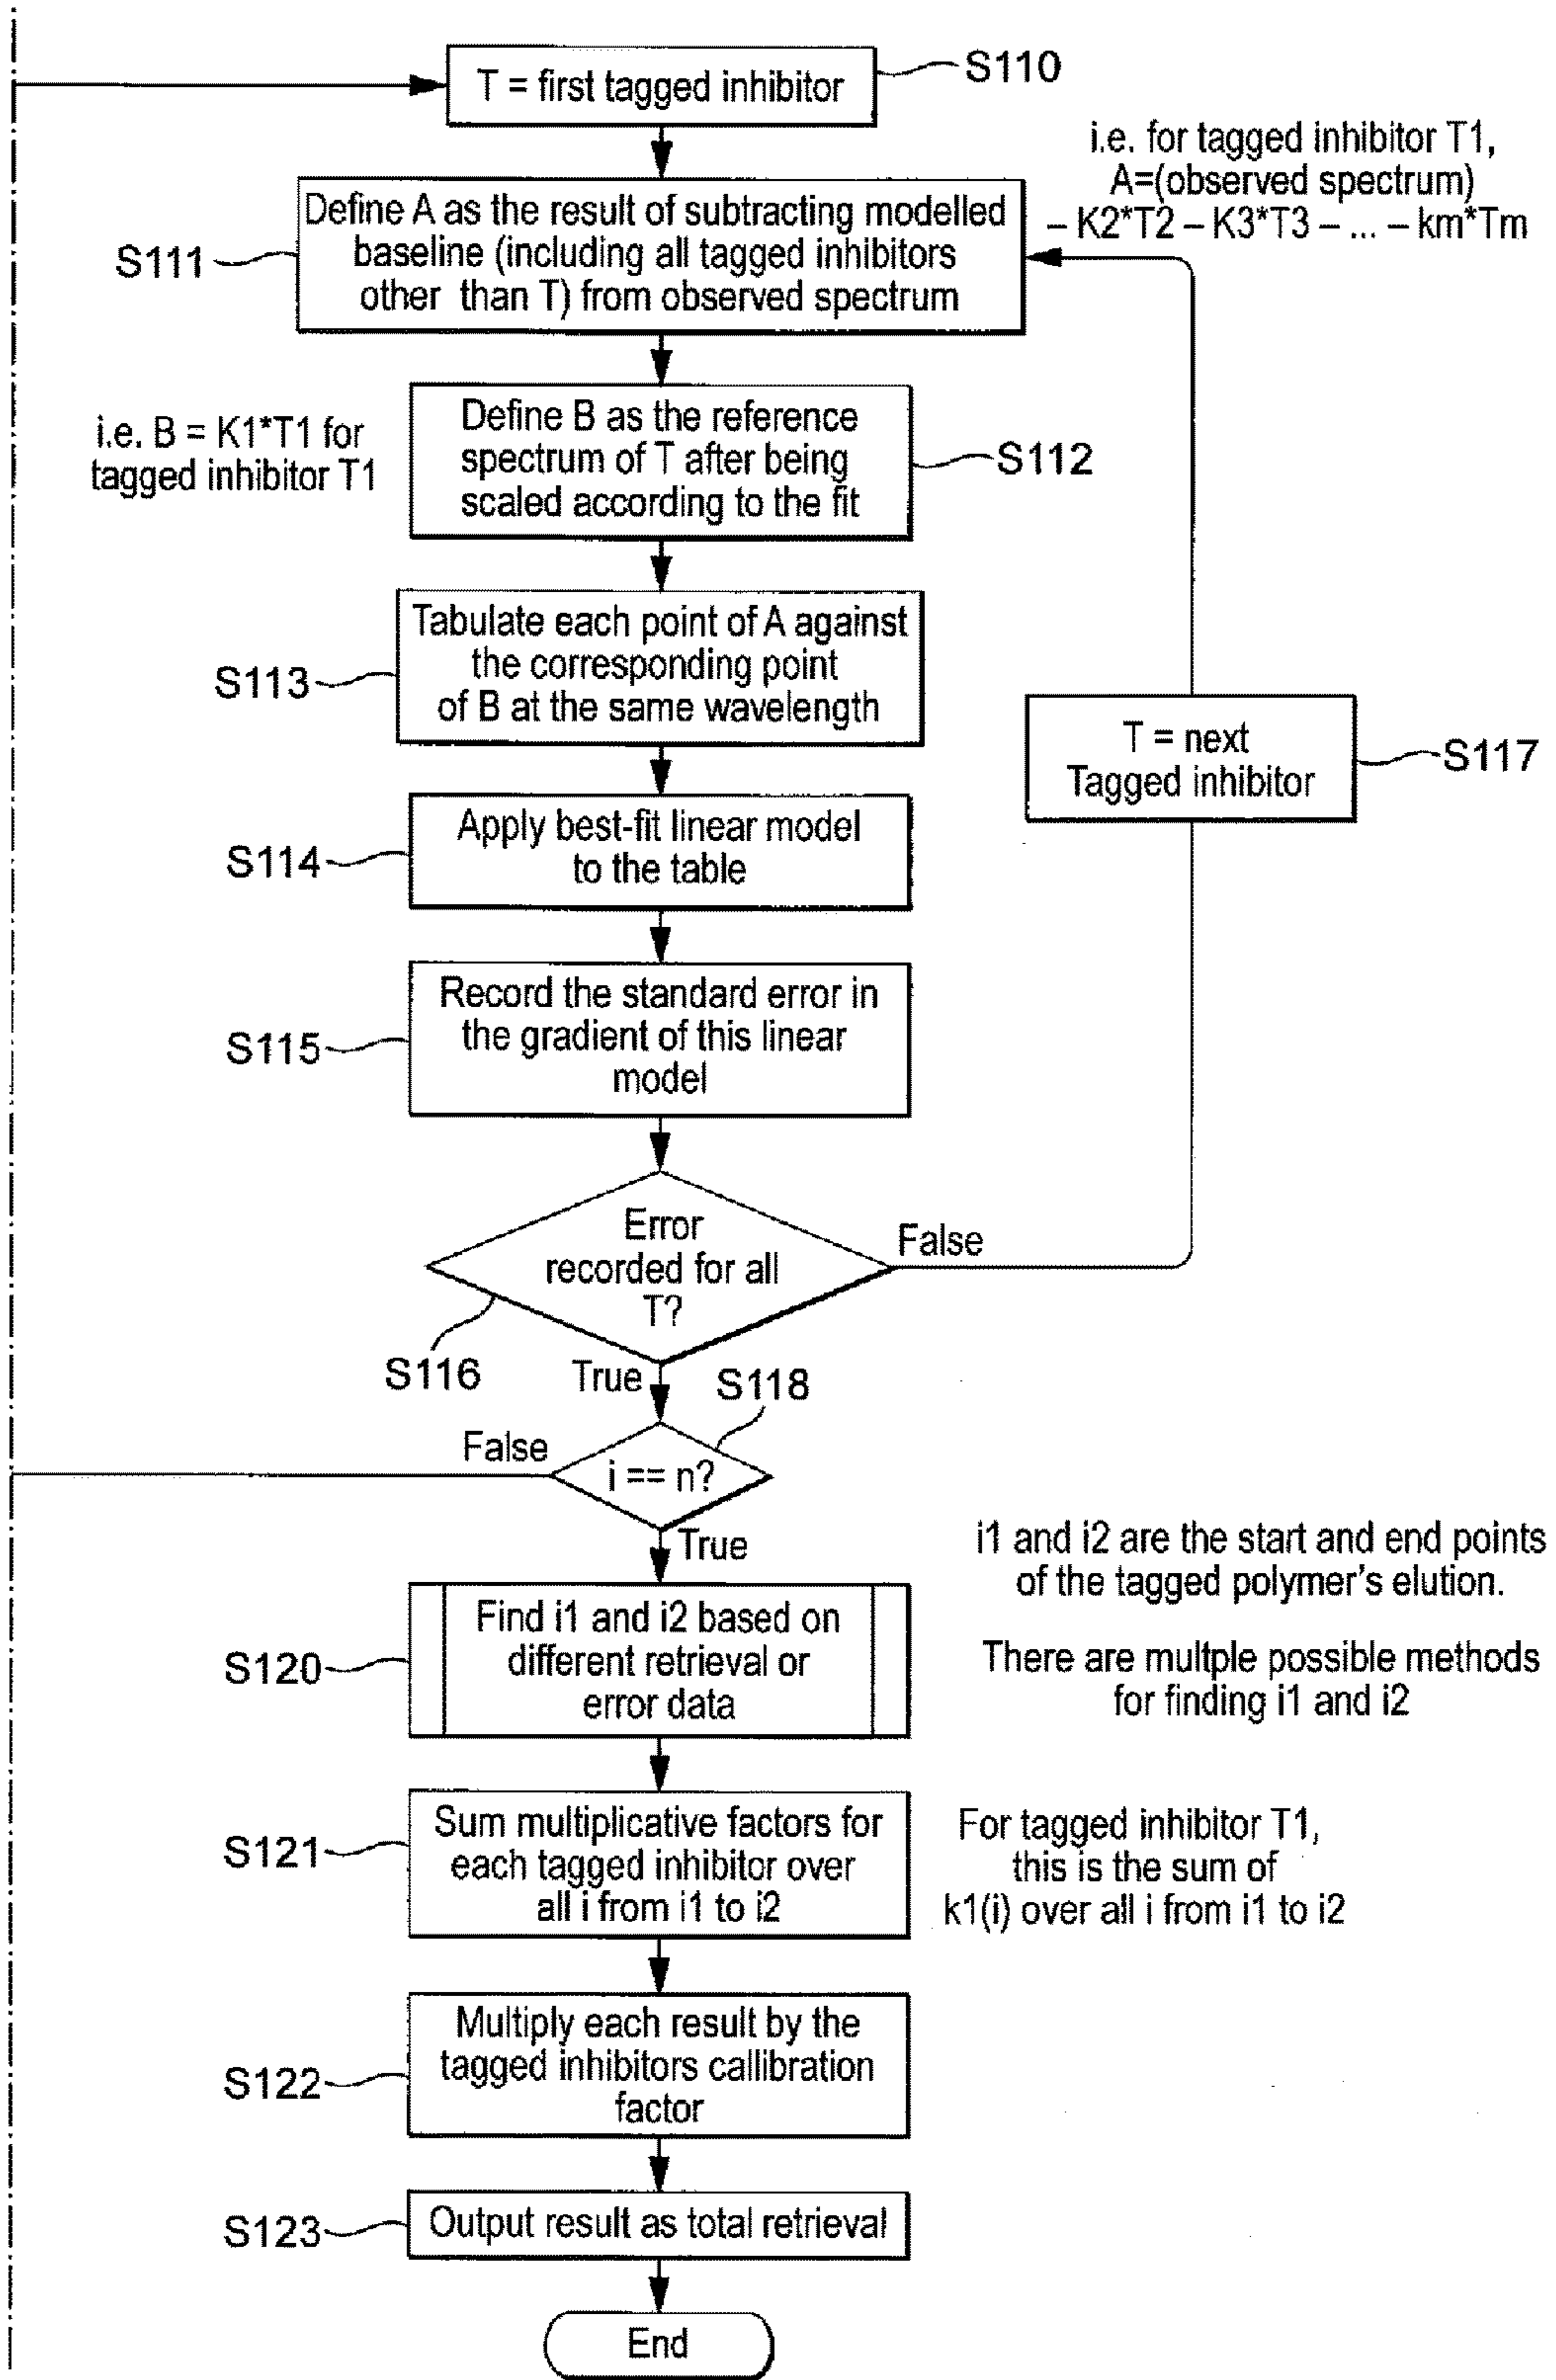 T = first tagged inhibitor
S110
i.e. for tagged inhibitor T1,
A=(observed spectrum)
– K2*T2 – K3*T3 – ... – km*Tm
Define A as the result of subtracting modelled
baseline (including all tagged inhibitors
other than T) from observed spectrum
S111
i.e. B = K1*T1 for
tagged inhibitor T1
Define B as the reference
spectrum of T after being
scaled according to the fit
S112
Tabulate each point of A against
the corresponding point
of B at the same wavelength
S113
T = next
Tagged inhibitor
S117
Apply best-fit linear model
to the table
S114
Record the standard error in
the gradient of this linear
model
S115
Error
recorded for all
T?
False
S116
True
S118
False
i == n?
True
i1 and i2 are the start and end points
of the tagged polymer's elution.
There are multple possible methods
for finding i1 and i2
Find i1 and i2 based on
different retrieval or
error data
S120
Sum multiplicative factors for
each tagged inhibitor over
all i from i1 to i2
S121
For tagged inhibitor T1,
this is the sum of
k1(i) over all i from i1 to i2
Multiply each result by the
tagged inhibitors callibration
factor
S122
Output result as total retrieval
S123
End